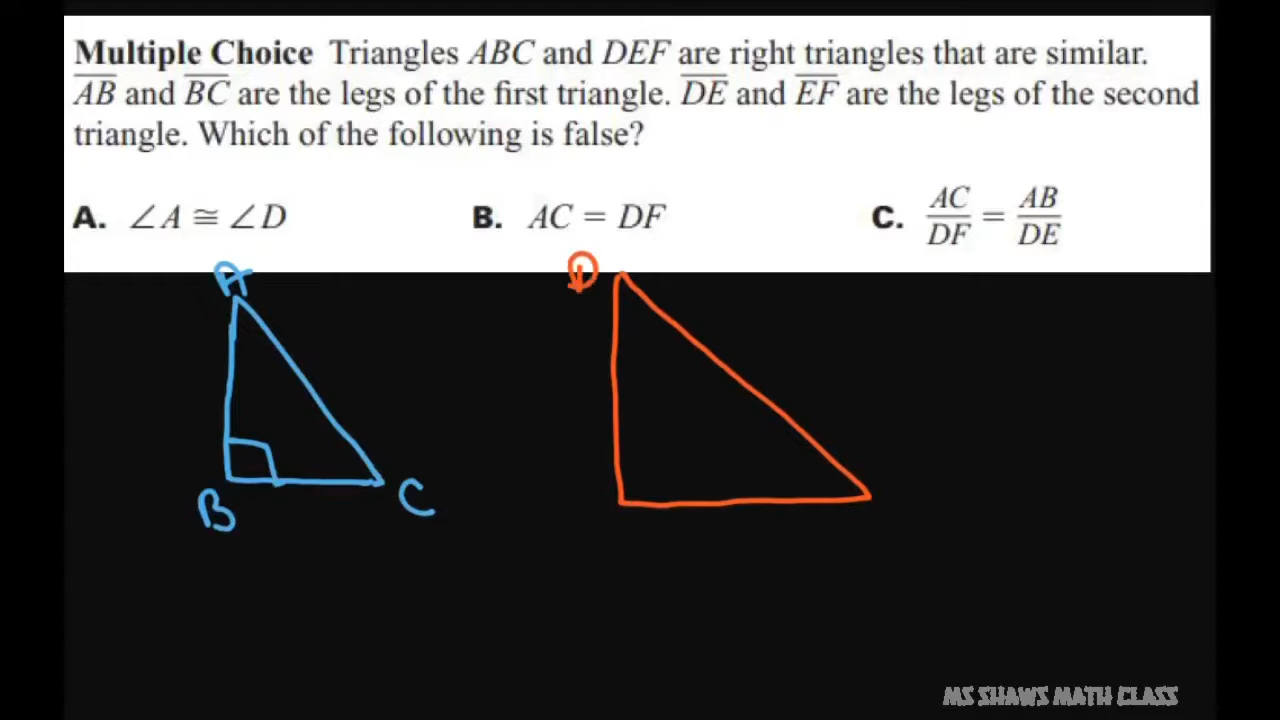 Multiple Choice Triangles ABC and DEF are right triangles that are similar.
AB and BC are the legs of the first triangle. DE and EF are the legs of the second
triangle. Which of the following is false?
A. ∠A ≅ ∠D B. AC = DF C. AC/DF = AB/DE
A D
B C
MS SHAWS MATH CLASS